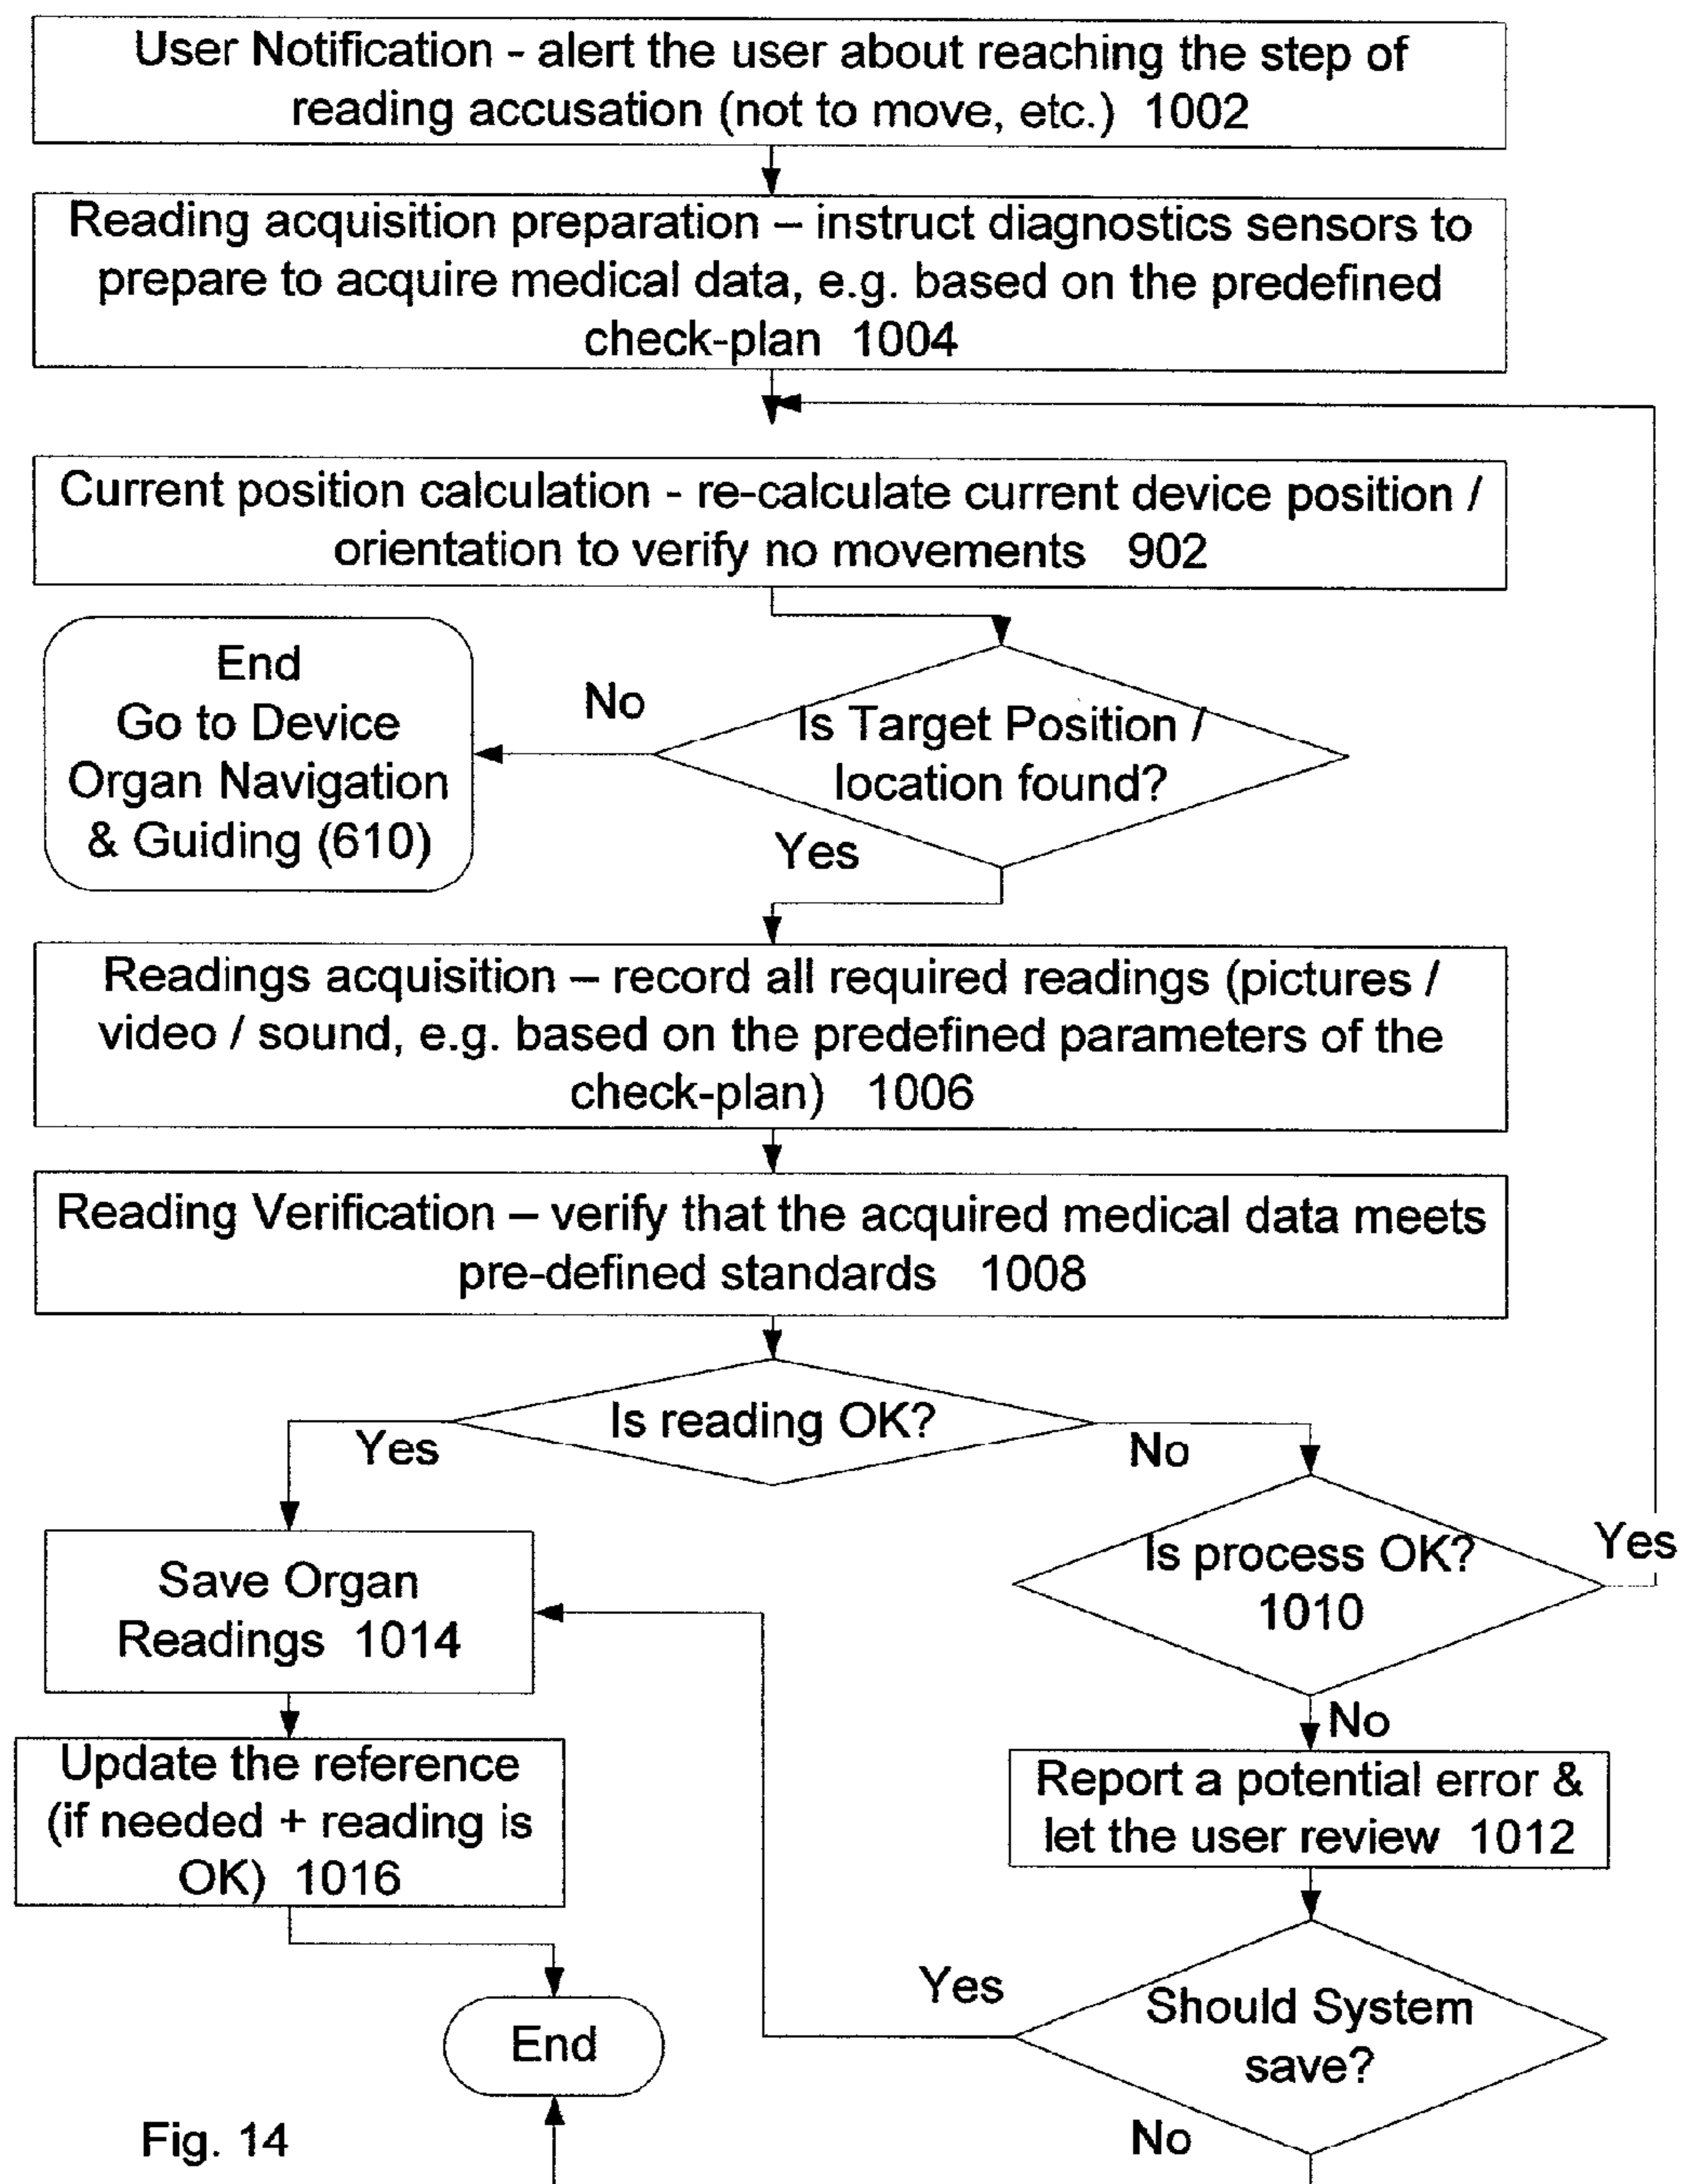 User Notification - alert the user about reaching the step of
reading accusation (not to move, etc.) 1002
Reading acquisition preparation – instruct diagnostics sensors to
prepare to acquire medical data, e.g. based on the predefined
check-plan 1004
Current position calculation - re-calculate current device position /
orientation to verify no movements 902
End
Go to Device
Organ Navigation
& Guiding (610)
No
Is Target Position /
location found?
Yes
Readings acquisition – record all required readings (pictures /
video / sound, e.g. based on the predefined parameters of the
check-plan) 1006
Reading Verification – verify that the acquired medical data meets
pre-defined standards 1008
Is reading OK?
Yes
No
Is process OK?
1010
Yes
Save Organ
Readings 1014
No
Update the reference
(if needed + reading is
OK) 1016
Report a potential error &
let the user review 1012
Yes
Should System
save?
End
No
Fig. 14